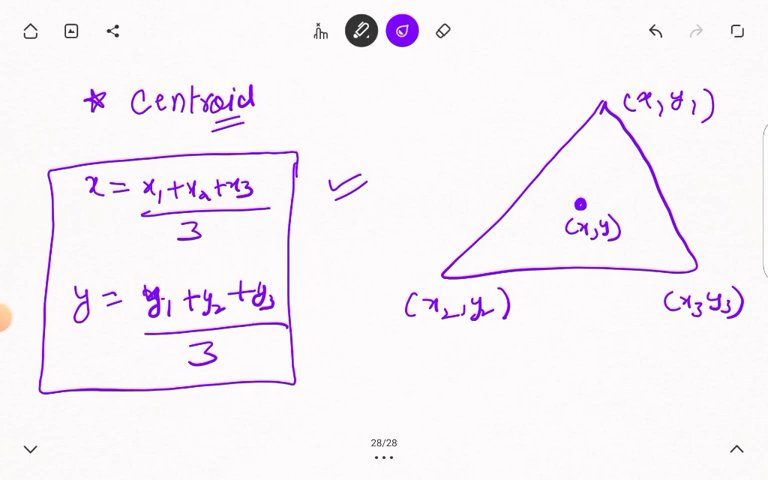 * Centroid
x = x₁+x₂+x3
3
y = y₁+y₂+y₃
3
(x, y₁)
(x,y)
(x₂,y₂)
(x₃ y₃)
28/28